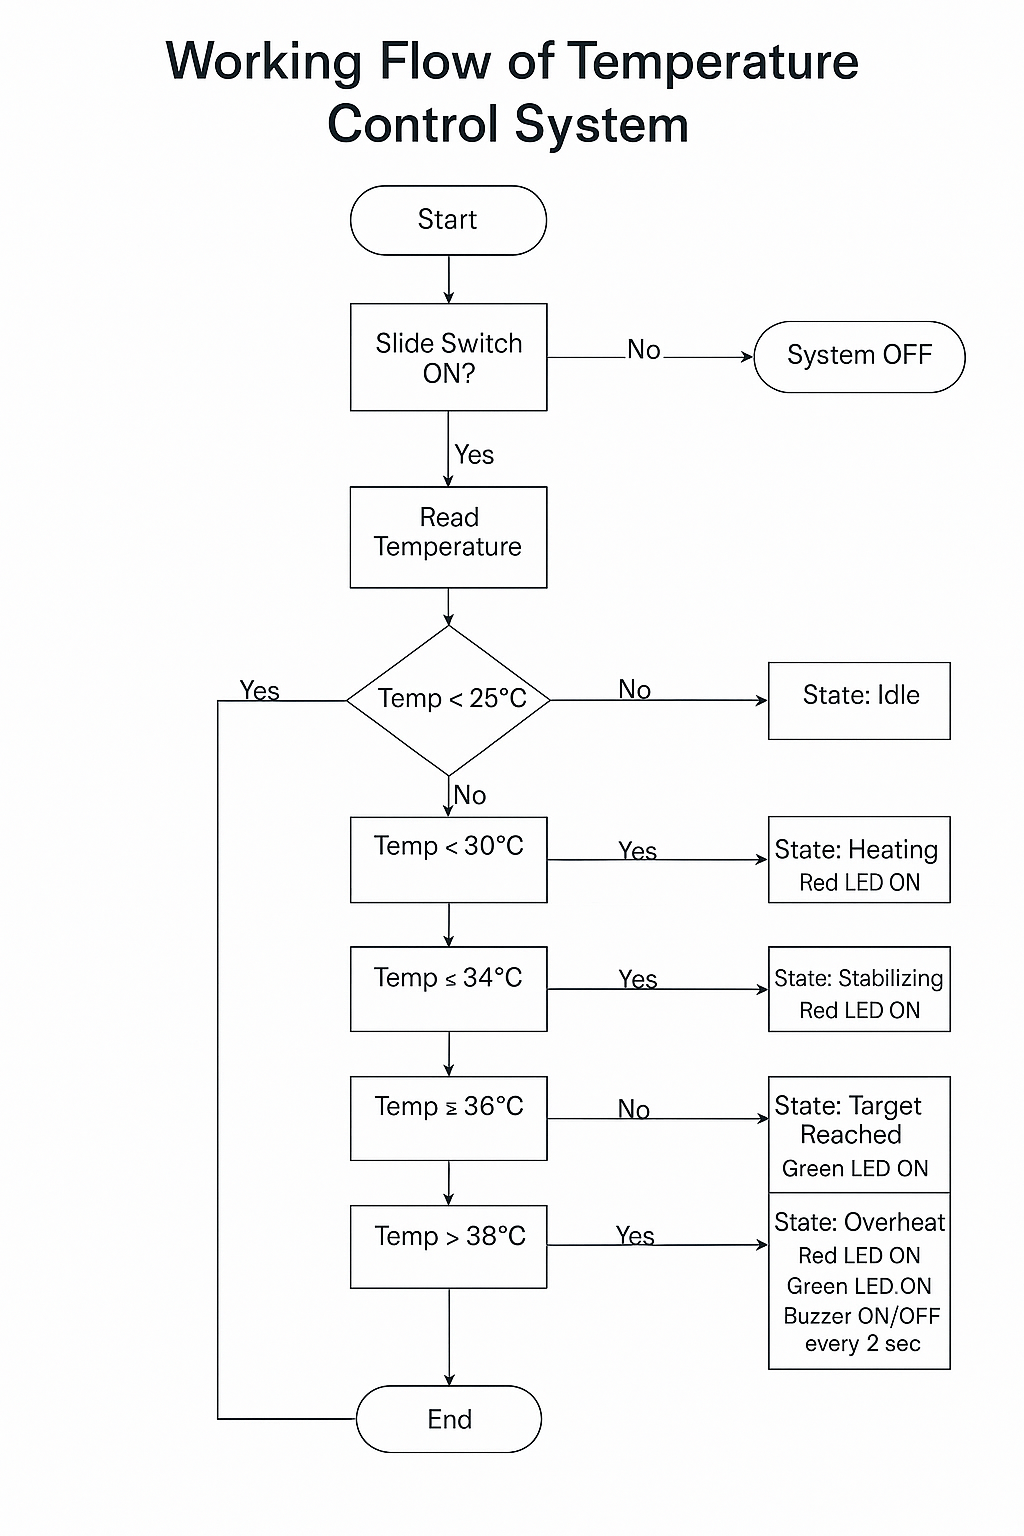 Working Flow of Temperature
Control System
Start
Slide Switch
ON?
No
System OFF
Yes
Read
Temperature
Yes
Temp < 25°C
No
State: Idle
No
Temp < 30°C
Yes
State: Heating
Red LED ON
Temp ≤ 34°C
Yes
State: Stabilizing
Red LED ON
Temp ≥ 36°C
No
State: Target
Reached
Green LED ON
Temp > 38°C
Yes
State: Overheat
Red LED ON
Green LED.ON
Buzzer ON/OFF
every 2 sec
End